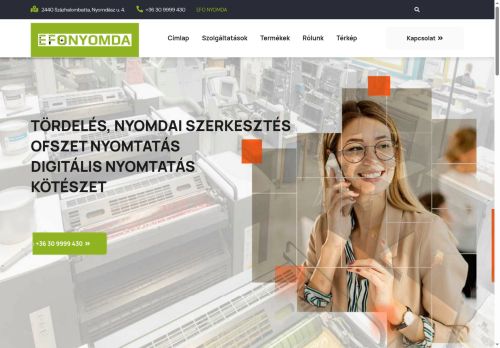 2440 Százhalombatta, Nyomdász u. 4.
+36 30 9999 430
EFO NYOMDA
EFONYOMDA
Címlap
Szolgáltatások
Termékek
Rólunk
Térkép
Kapcsolat »
TÖRDELÉS, NYOMDAI SZERKESZTÉS
OFSZET NYOMTATÁS
DIGITÁLIS NYOMTATÁS
KÖTÉSZET
+36 30 9999 430 »